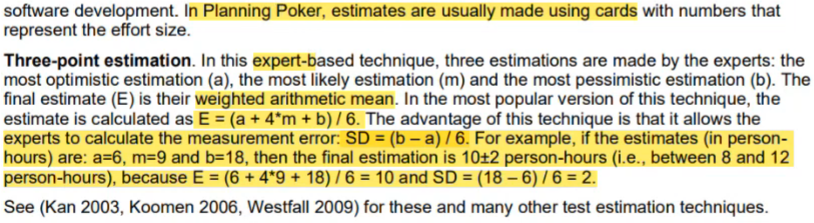 software development. In Planning Poker, estimates are usually made using cards with numbers that
represent the effort size.
Three-point estimation. In this expert-based technique, three estimations are made by the experts: the
most optimistic estimation (a), the most likely estimation (m) and the most pessimistic estimation (b). The
final estimate (E) is their weighted arithmetic mean. In the most popular version of this technique, the
estimate is calculated as E = (a + 4*m + b) / 6. The advantage of this technique is that it allows the
experts to calculate the measurement error: SD = (b – a) / 6. For example, if the estimates (in person-
hours) are: a=6, m=9 and b=18, then the final estimation is 10±2 person-hours (i.e., between 8 and 12
person-hours), because E = (6 + 4*9 + 18) / 6 = 10 and SD = (18 – 6) / 6 = 2.
See (Kan 2003, Koomen 2006, Westfall 2009) for these and many other test estimation techniques.